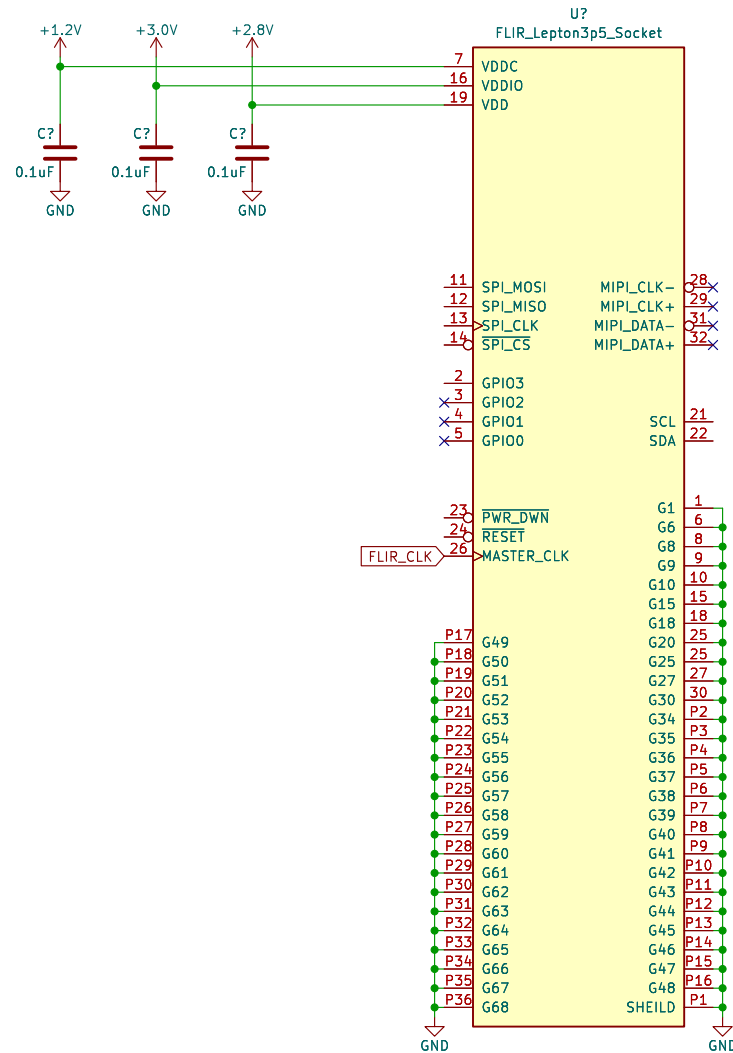 U?
FLIR_Lepton3p5_Socket
+1.2V +3.0V +2.8V
7 VDDC
16 VDDIO
19 VDD
C? C? C?
0.1uF 0.1uF 0.1uF
GND GND GND
11 SPI_MOSI MIPI_CLK- 28
12 SPI_MISO MIPI_CLK+ 29
13 SPI_CLK MIPI_DATA- 31
14 SPI_CS MIPI_DATA+ 32
2 GPIO3
3 GPIO2
4 GPIO1 SCL 21
5 GPIO0 SDA 22
G1 1
23 PWR_DWN G6 6
24 RESET G8 8
FLIR_CLK 26 MASTER_CLK G9 9
G10 10
G15 15
G18 18
P17 G49 G20 25
P18 G50 G25 25
P19 G51 G27 27
P20 G52 G30 30
P21 G53 G34 P2
P22 G54 G35 P3
P23 G55 G36 P4
P24 G56 G37 P5
P25 G57 G38 P6
P26 G58 G39 P7
P27 G59 G40 P8
P28 G60 G41 P9
P29 G61 G42 P10
P30 G62 G43 P11
P31 G63 G44 P12
P32 G64 G45 P13
P33 G65 G46 P14
P34 G66 G47 P15
P35 G67 G48 P16
P36 G68 SHEILD P1
GND GND